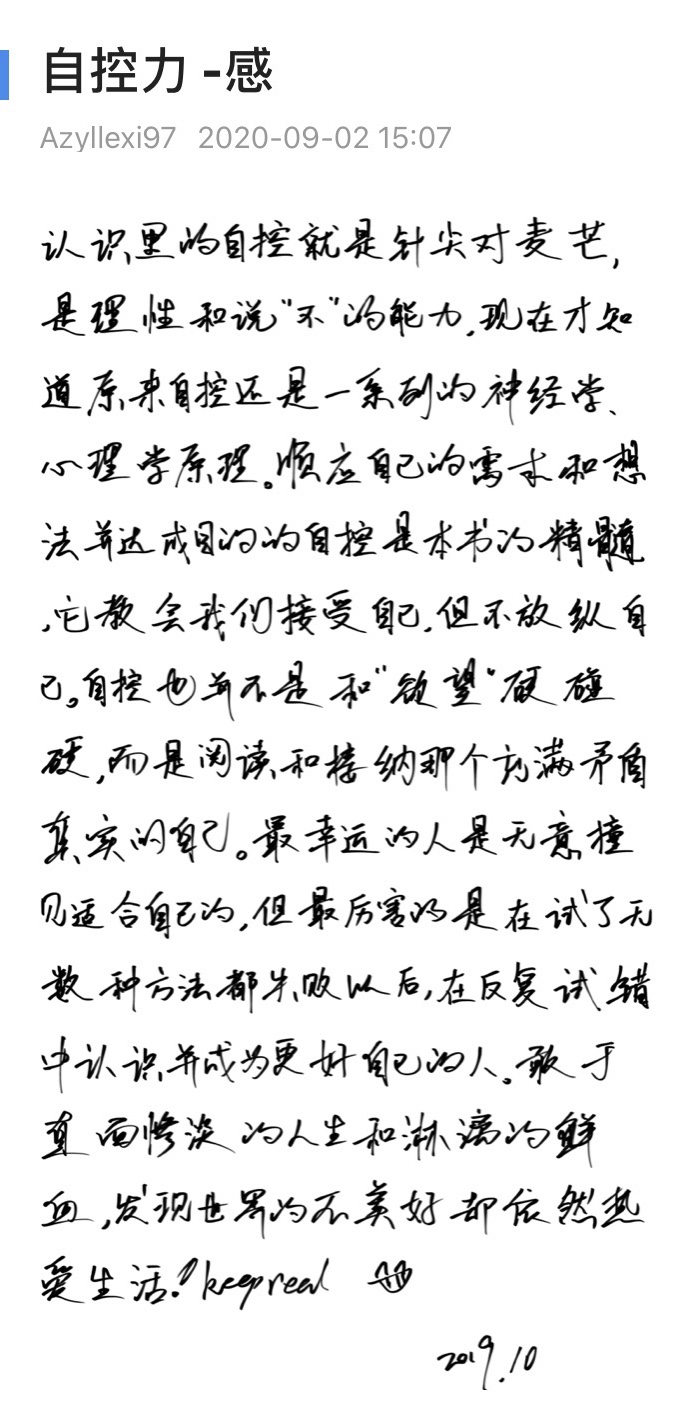 自控力 -感
Azyllexi97 2020-09-02 15:07
认识里的自控就是针尖对麦芒,
是理性和说"不"的能力,现在才知
道原来自控还是一系列的神经学、
心理学原理。顺应自己的需求和想
法并达成目的的自控是本书的精髓
,它教会我们接受自己,但不放纵自
己。自控也并不是和"欲望"硬碰
硬,而是阅读和接纳那个充满矛盾
真实的自己。最幸运的人是无意撞
见适合自己的,但最厉害的是在试了无
数种方法都失败以后,在反复试错
中认识并成为更好自己的人。敢于
直面惨淡的人生和淋漓的鲜
血,发现世界的不美好却依然热
爱生活!keep real
2019.10